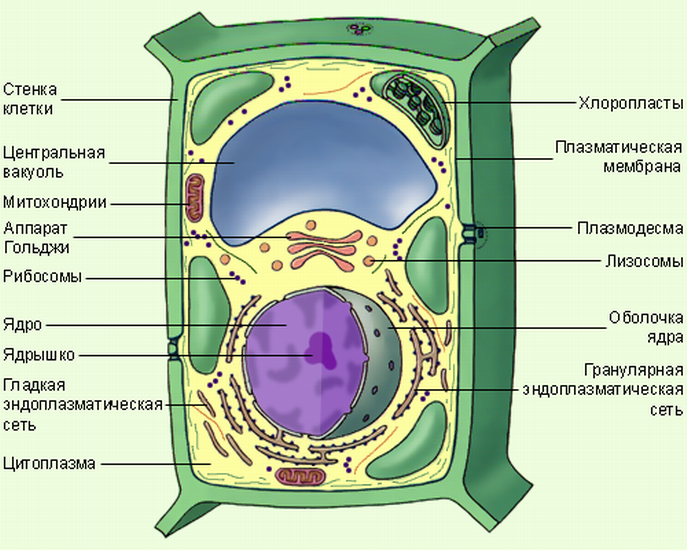 Стенка
клетки
Центральная
вакуоль
Митохондрии
Аппарат
Гольджи
Рибосомы
Ядро
Ядрышко
Гладкая
эндоплазматическая
сеть
Цитоплазма
Хлоропласты
Плазматическая
мембрана
Плазмодесма
Лизосомы
Оболочка
ядра
Гранулярная
эндоплазматическая
сеть